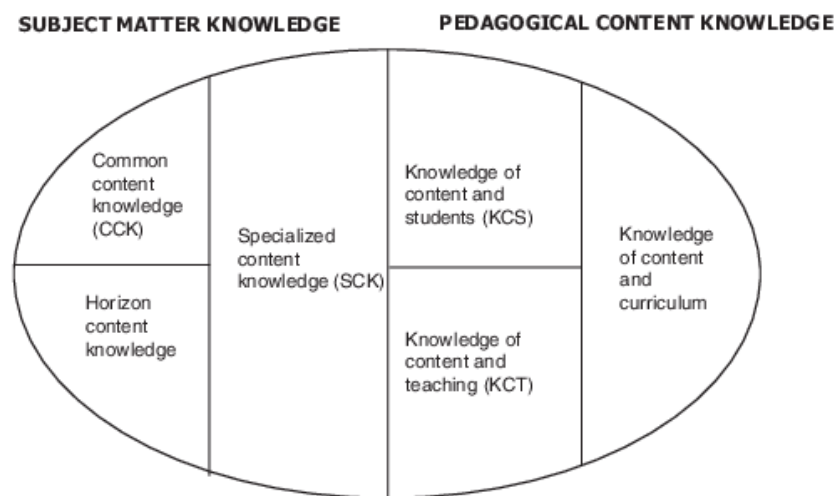 SUBJECT MATTER KNOWLEDGE
PEDAGOGICAL CONTENT KNOWLEDGE
Common
content
knowledge
(CCK)
Horizon
content
knowledge
Specialized
content
knowledge (SCK)
Knowledge of
content and
students (KCS)
Knowledge of
content and
teaching (KCT)
Knowledge
of content
and
curriculum